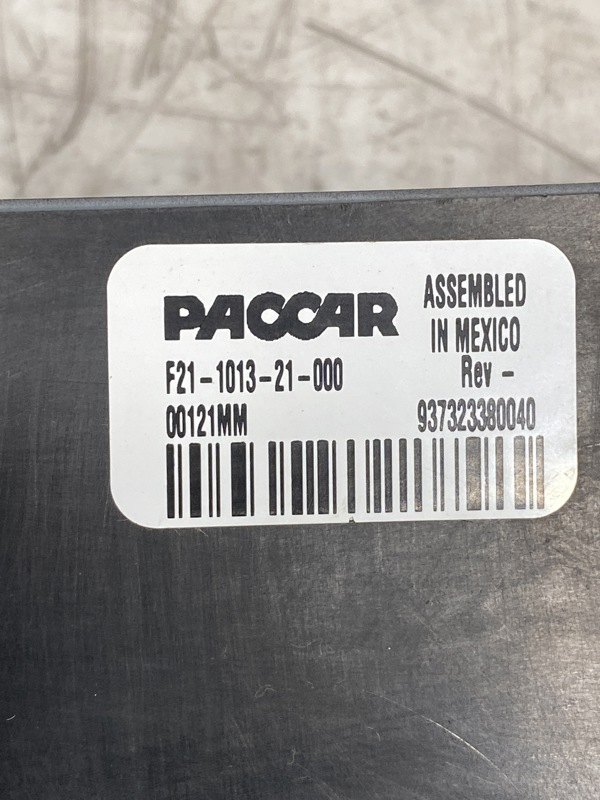 PACCAR
ASSEMBLED
IN MEXICO
F21-1013-21-000
Rev -
00121MM
937323380040